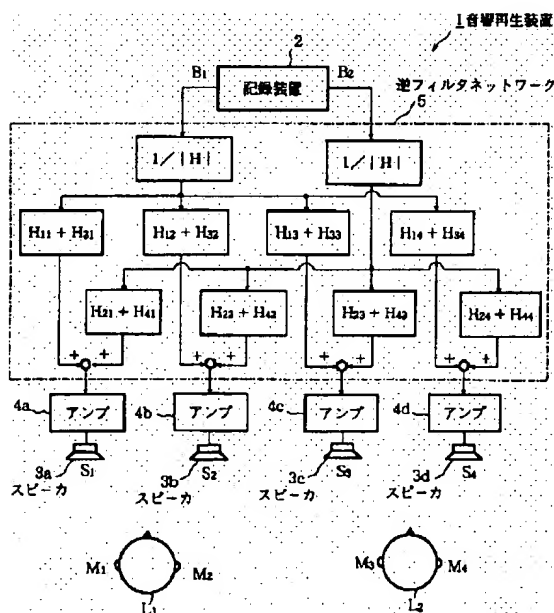 1 音響再生装置
2
B₁
B₂
記録装置
逆フィルタネットワーク
5
1／|H|
1／|H|
H₁₁ + H₃₁
H₁₂ + H₃₂
H₁₃ + H₃₃
H₁₄ + H₃₄
H₂₁ + H₄₁
H₂₂ + H₄₂
H₂₃ + H₄₃
H₂₄ + H₄₄
+ +
+ +
+ +
+ +
4a
アンプ
4b
アンプ
4c
アンプ
4d
アンプ
3a
S₁
3b
S₂
3c
S₃
3d
S₄
スピーカ
スピーカ
スピーカ
スピーカ
M₁
M₂
M₃
M₄
L₁
L₂